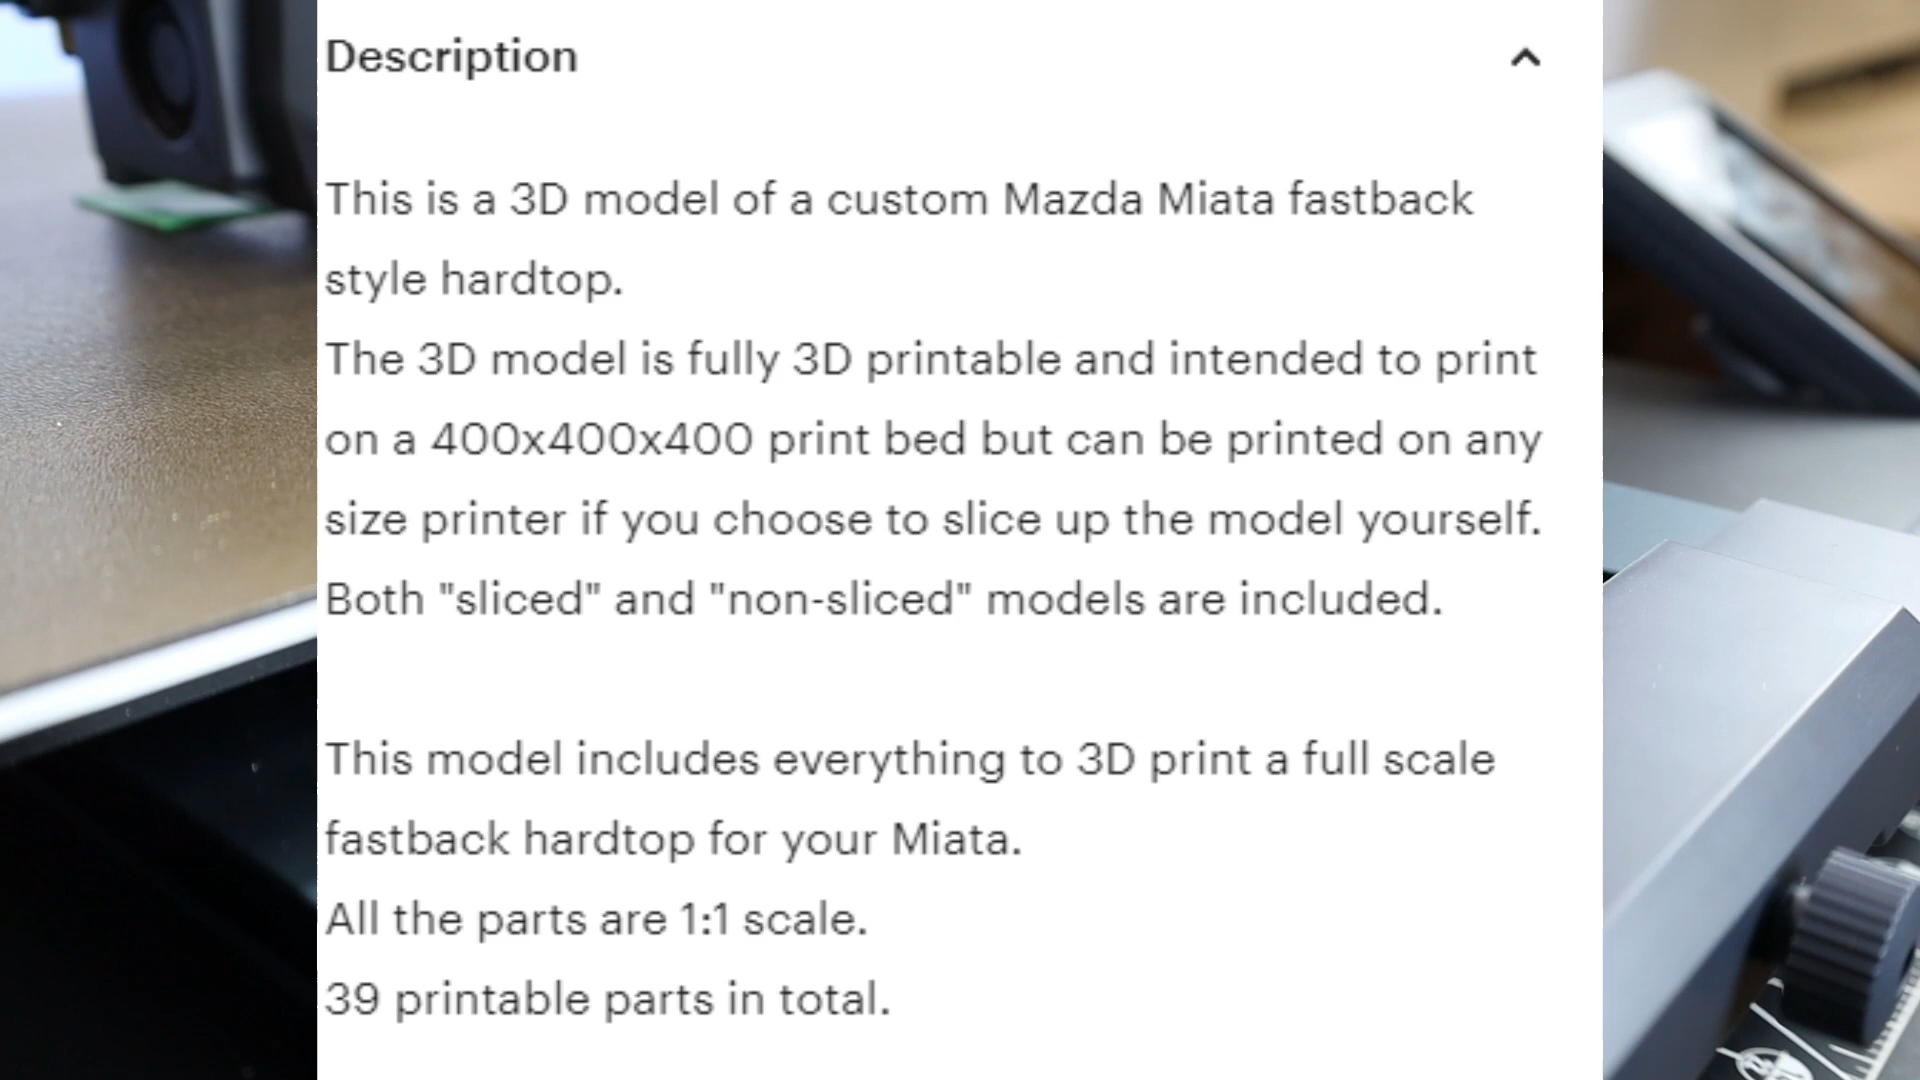 Description
This is a 3D model of a custom Mazda Miata fastback
style hardtop.
The 3D model is fully 3D printable and intended to print
on a 400x400x400 print bed but can be printed on any
size printer if you choose to slice up the model yourself.
Both "sliced" and "non-sliced" models are included.
This model includes everything to 3D print a full scale
fastback hardtop for your Miata.
All the parts are 1:1 scale.
39 printable parts in total.